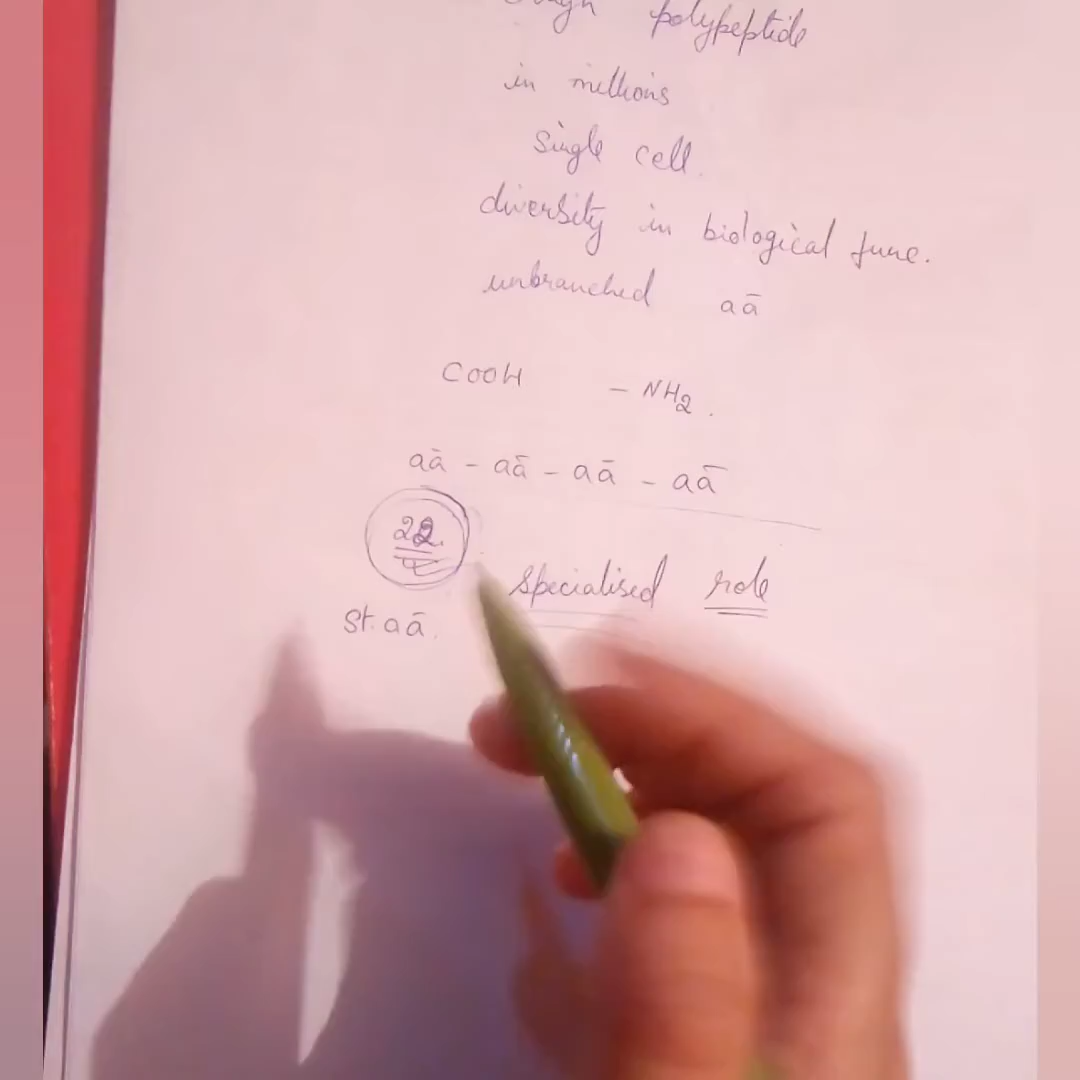 polypeptide
in millions
single cell.
diversity in biological func.
unbranched aā
COOH - NH2.
aā - aā - aā - aā
22.
specialised role
st. aā.